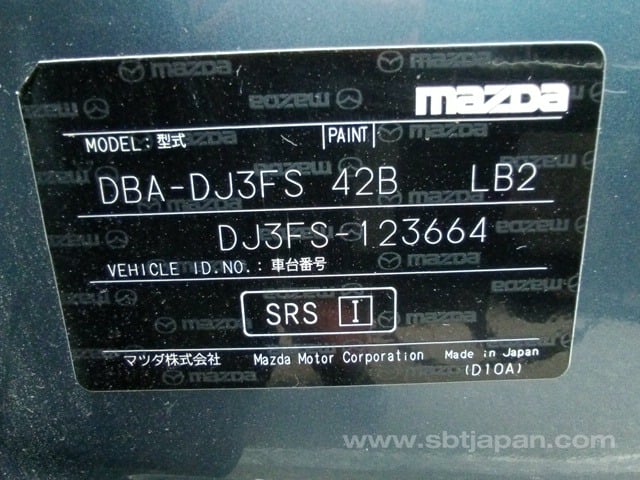 mazda
MODEL: 型式 PAINT
DBA-DJ3FS 42B LB2
DJ3FS-123664
VEHICLE ID.NO.: 車台番号
SRS I
マツダ株式会社 Mazda Motor Corporation Made in Japan
(D10A)
www.sbtjapan.com